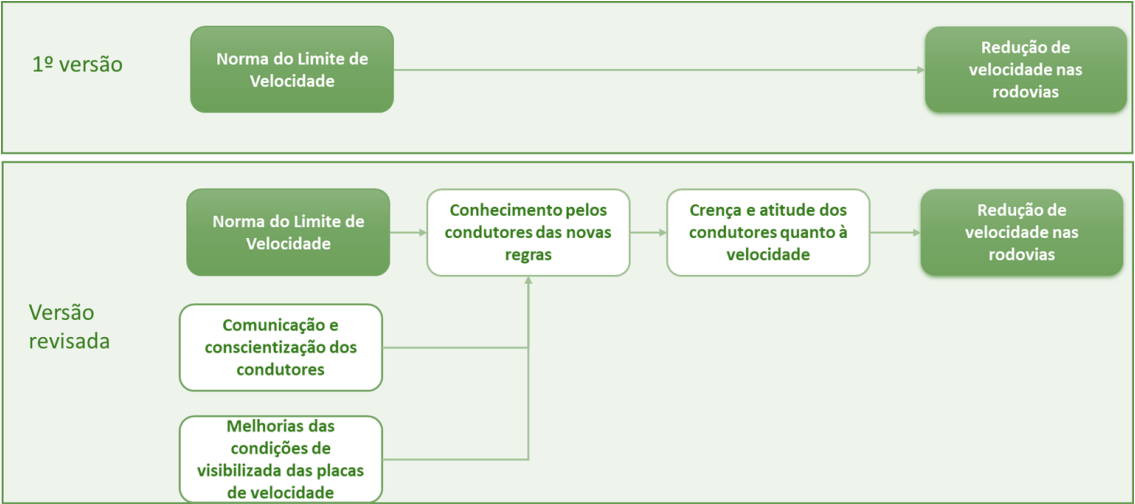 1º versão
Norma do Limite de
Velocidade
Redução de
velocidade nas
rodovias
Versão
revisada
Norma do Limite de
Velocidade
Conhecimento pelos
condutores das novas
regras
Crença e atitude dos
condutores quanto à
velocidade
Redução de
velocidade nas
rodovias
Comunicação e
conscientização dos
condutores
Melhorias das
condições de
visibilizada das placas
de velocidade